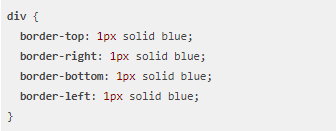 div {
  border-top: 1px solid blue;
  border-right: 1px solid blue;
  border-bottom: 1px solid blue;
  border-left: 1px solid blue;
}